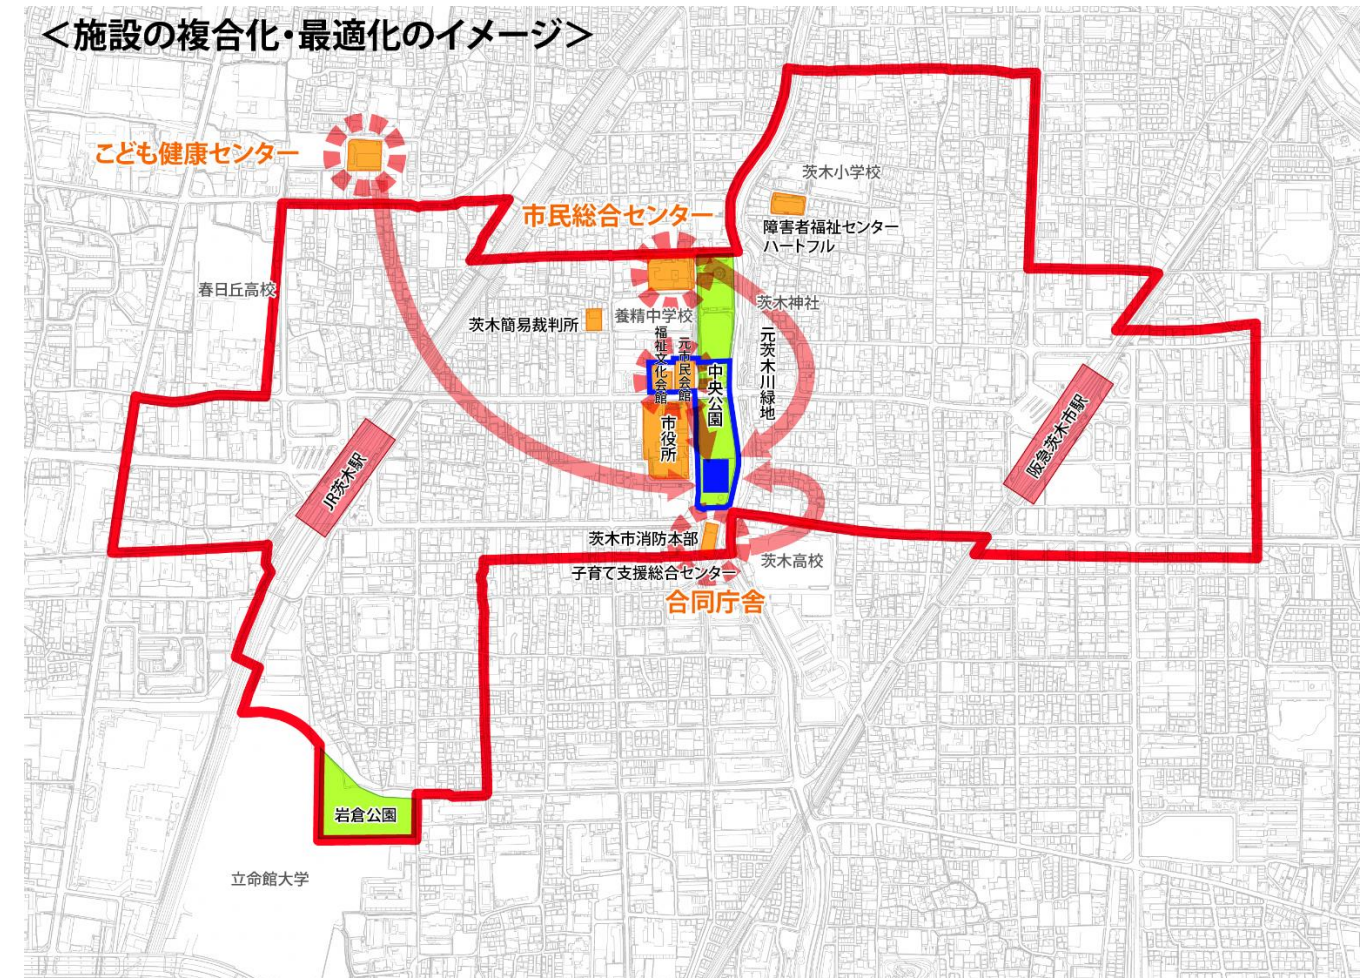 ＜施設の複合化・最適化のイメージ＞
こども健康センター
茨木小学校
市民総合センター
障害者福祉センター
ハートフル
春日丘高校
茨木神社
茨木簡易裁判所
養精中学校
福祉文化会館
元市民会館
中央公園
元茨木川緑地
市役所
JR茨木駅
阪急茨木市駅
茨木市消防本部
茨木高校
子育て支援総合センター
合同庁舎
岩倉公園
立命館大学